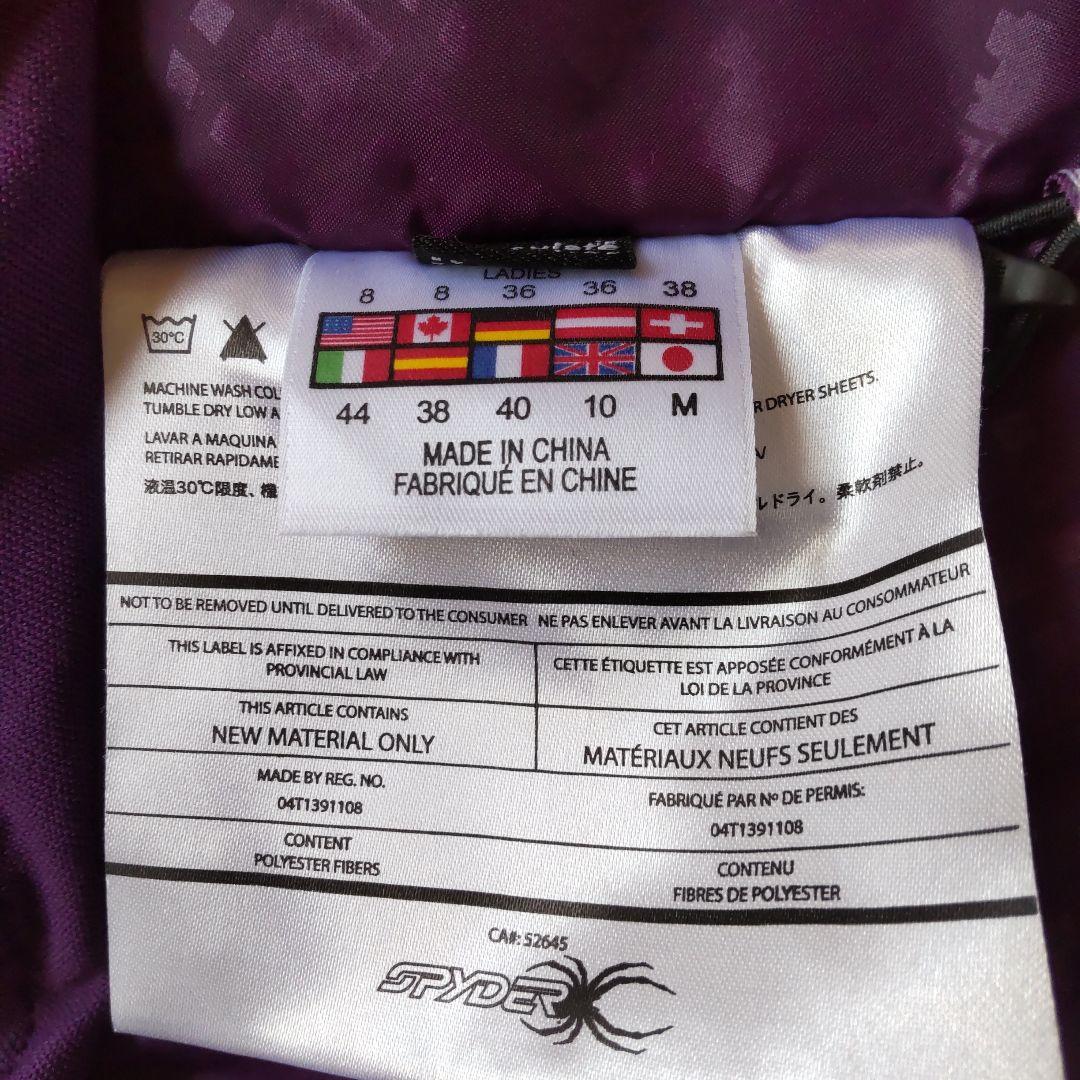 LADIES
8 8 36 36 38
44 38 40 10 M
MADE IN CHINA
FABRIQUÉ EN CHINE
30°C
MACHINE WASH
TUMBLE DRY LOW
R DRYER SHEETS.
LAVAR A MAQUINA
RETIRAR RAPIDAME
液温30℃限度、
ルドライ。柔軟剤禁止。
NOT TO BE REMOVED UNTIL DELIVERED TO THE CONSUMER NE PAS ENLEVER AVANT LA LIVRAISON AU CONSOMMATEUR
THIS LABEL IS AFFIXED IN COMPLIANCE WITH
PROVINCIAL LAW
CETTE ÉTIQUETTE EST APPOSÉE CONFORMÉMENT À LA
LOI DE LA PROVINCE
THIS ARTICLE CONTAINS
NEW MATERIAL ONLY
CET ARTICLE CONTIENT DES
MATÉRIAUX NEUFS SEULEMENT
MADE BY REG. NO.
04T1391108
FABRIQUÉ PAR Nº DE PERMIS:
04T1391108
CONTENT
POLYESTER FIBERS
CONTENU
FIBRES DE POLYESTER
CA#: 52645
SPYDER